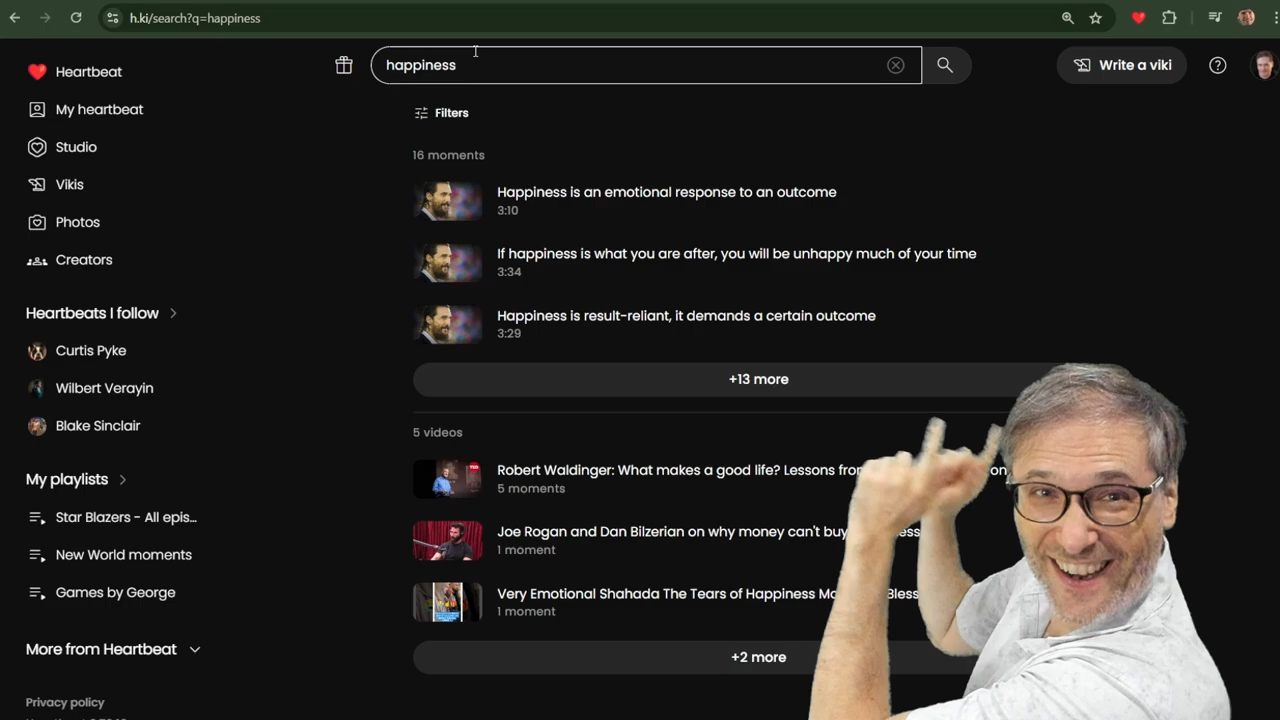 h.ki/search?q=happiness
Heartbeat
happiness
Write a viki
My heartbeat
Studio
Vikis
Photos
Creators
Heartbeats I follow
Curtis Pyke
Wilbert Verayin
Blake Sinclair
My playlists
Star Blazers - All epis...
New World moments
Games by George
More from Heartbeat
Privacy policy
Filters
16 moments
Happiness is an emotional response to an outcome
3:10
If happiness is what you are after, you will be unhappy much of your time
3:34
Happiness is result-reliant, it demands a certain outcome
3:29
+13 more
5 videos
Robert Waldinger: What makes a good life? Lessons from on
5 moments
Joe Rogan and Dan Bilzerian on why money can't buy ess
1 moment
Very Emotional Shahada The Tears of Happiness Bless
1 moment
+2 more